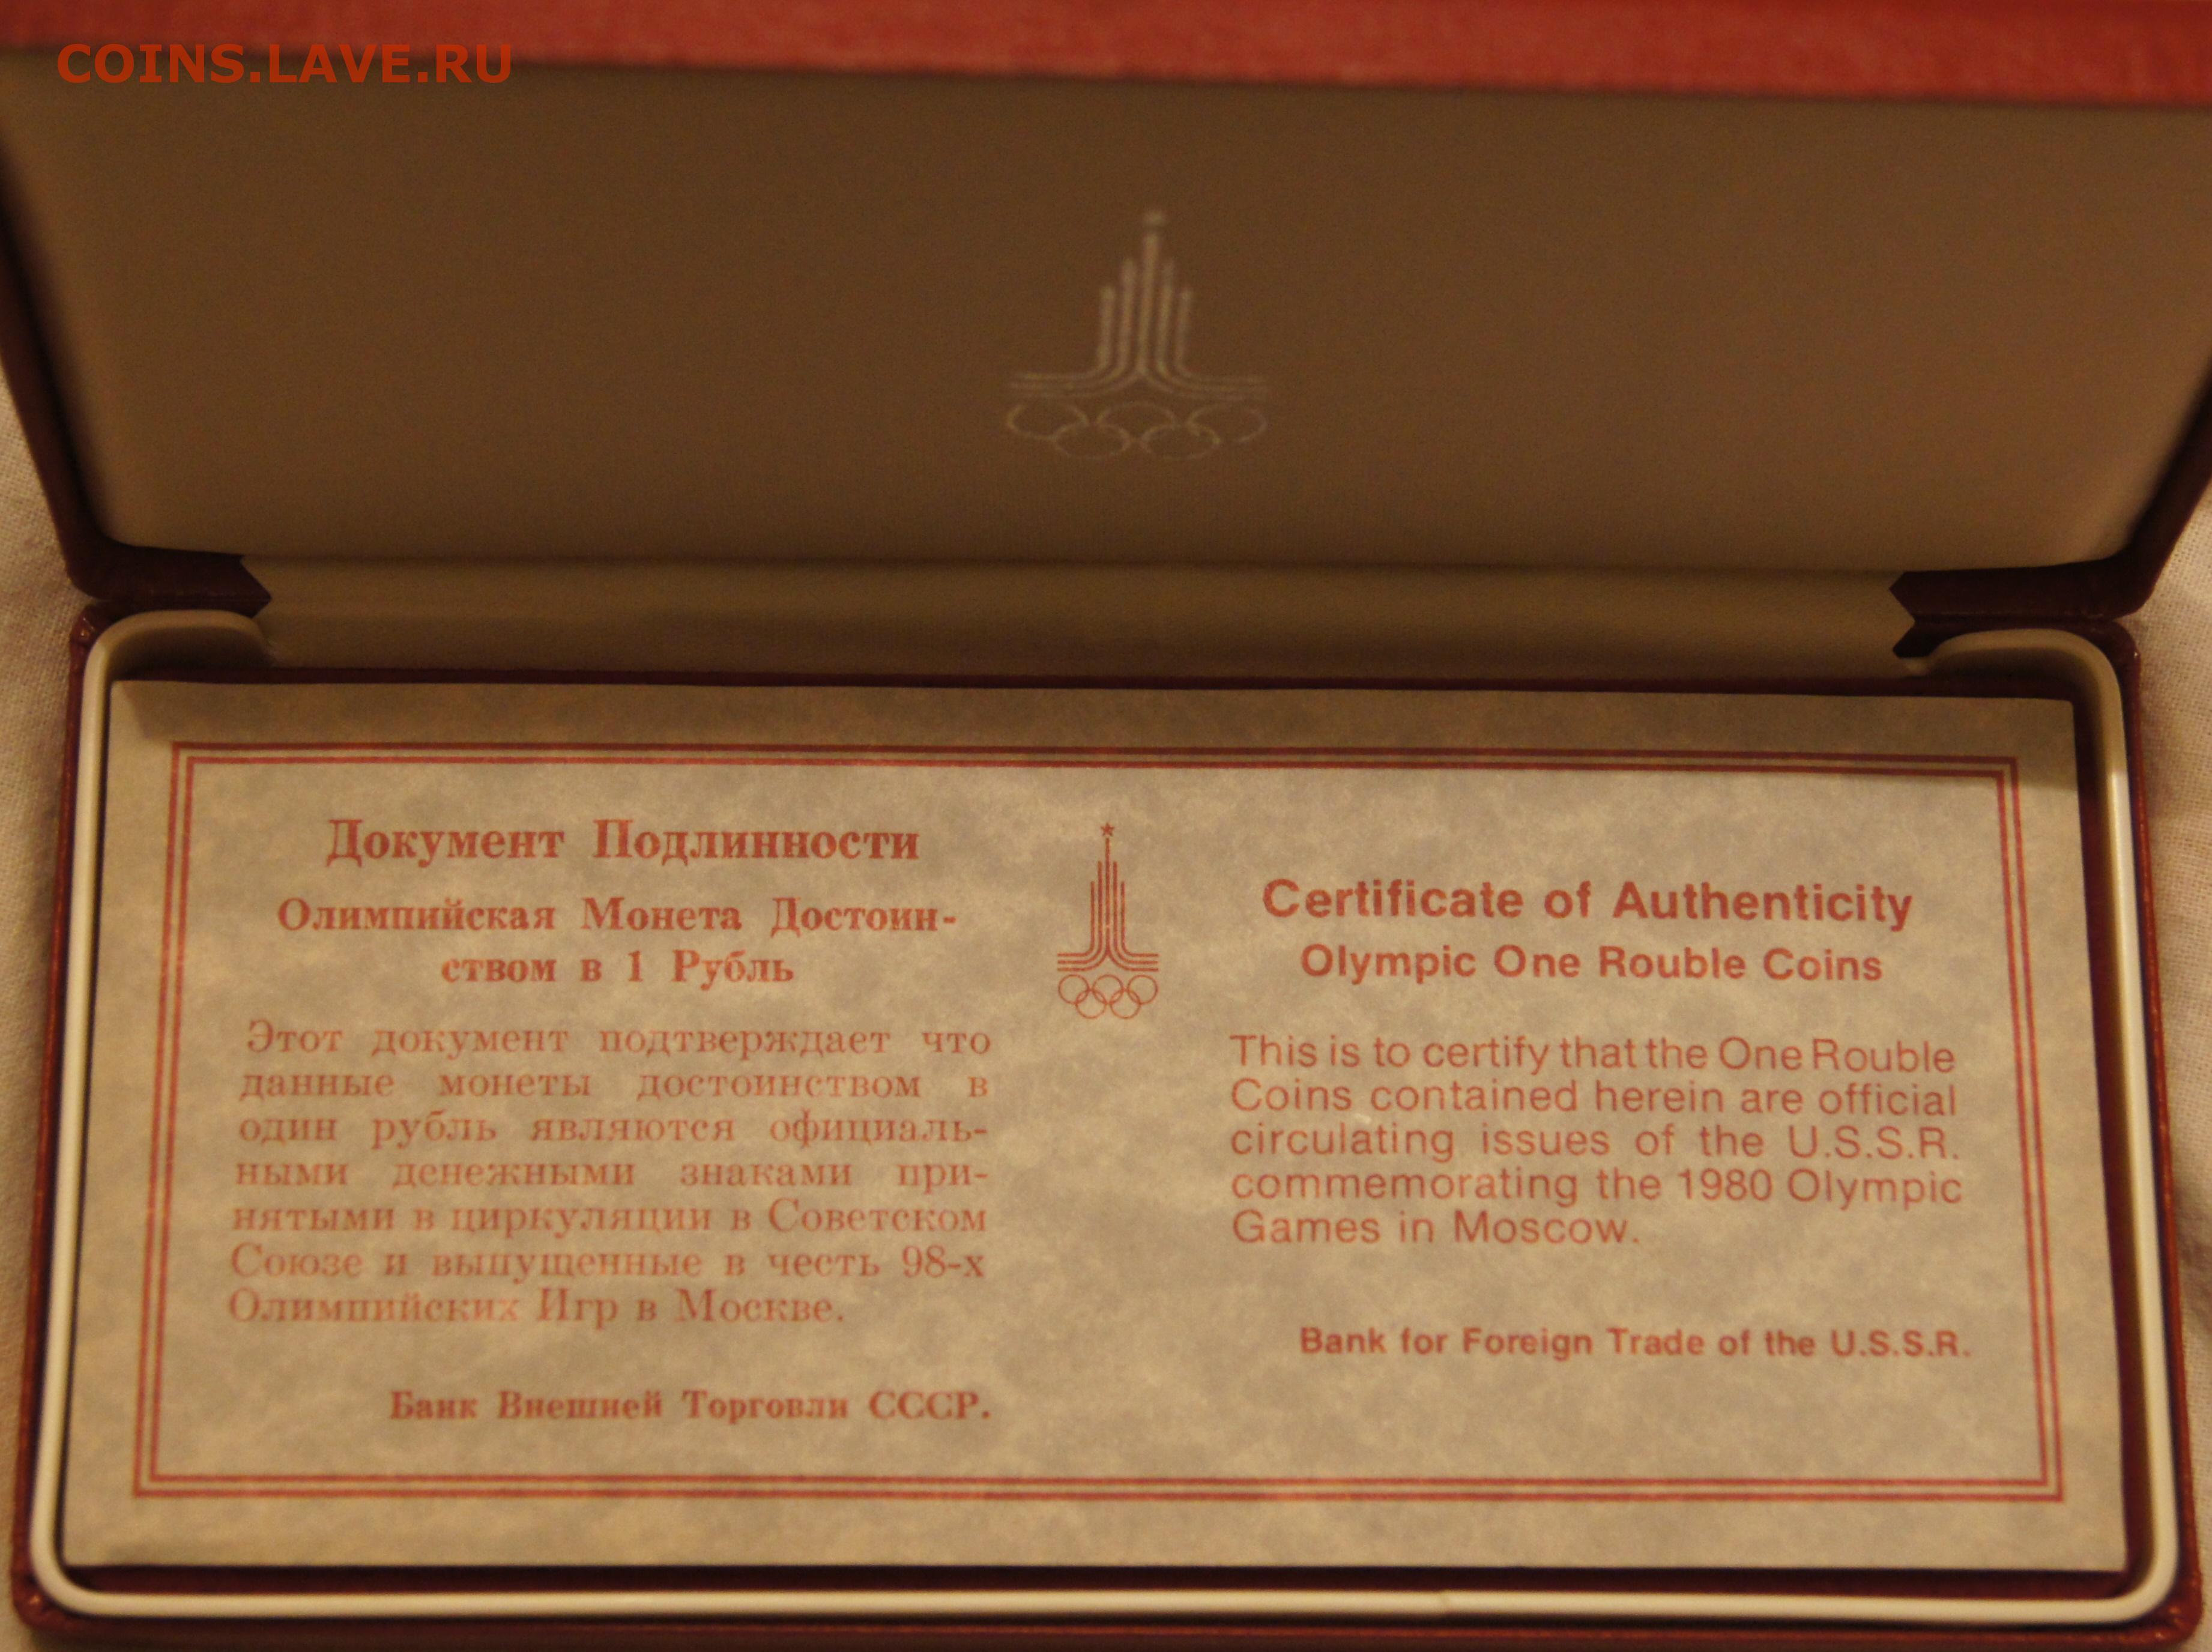 COINS.LAVE.RU
Документ Подлинности
Олимпийская Монета Достоин-
ством в 1 Рубль
Этот документ подтверждает что
данные монеты достоинством в
один рубль являются официаль-
ными денежными знаками при-
нятыми в циркуляции в Советском
Союзе и выпущенные в честь 98-х
Олимпийских Игр в Москве.
Банк Внешней Торговли СССР.
Certificate of Authenticity
Olympic One Rouble Coins
This is to certify that the One Rouble
Coins contained herein are official
circulating issues of the U.S.S.R.
commemorating the 1980 Olympic
Games in Moscow.
Bank for Foreign Trade of the U.S.S.R.